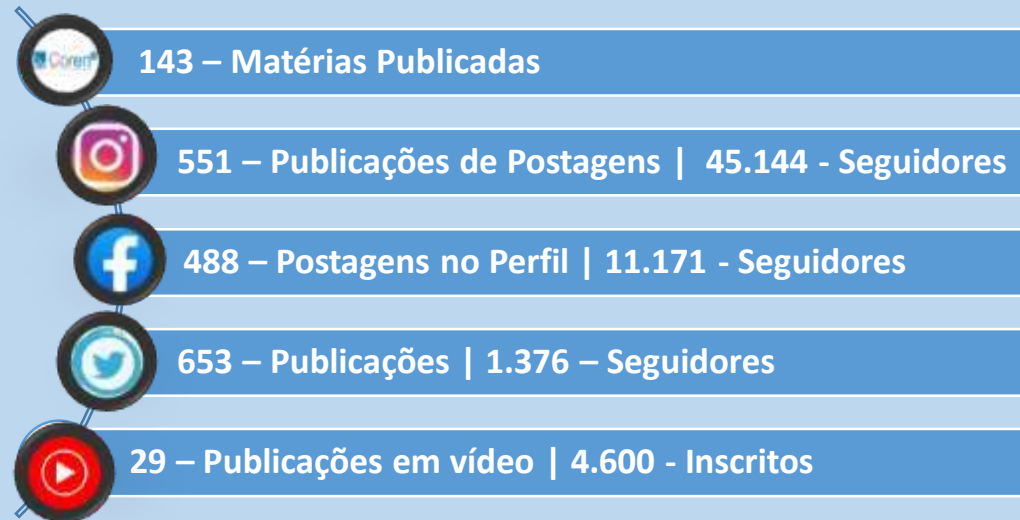 Coren
143 – Matérias Publicadas
551 – Publicações de Postagens | 45.144 - Seguidores
488 – Postagens no Perfil | 11.171 - Seguidores
653 – Publicações | 1.376 – Seguidores
29 – Publicações em vídeo | 4.600 - Inscritos